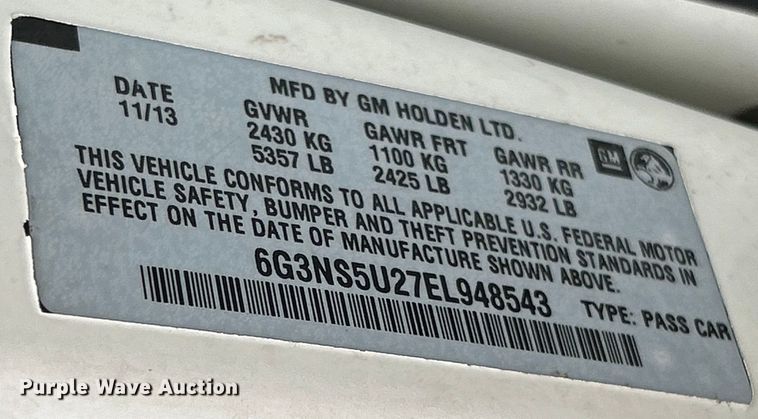 MFD BY GM HOLDEN LTD.
DATE GVWR GAWR FRT GAWR RR
11/13 2430 KG 1100 KG 1330 KG
5357 LB 2425 LB 2932 LB
GM
THIS VEHICLE CONFORMS TO ALL APPLICABLE U.S. FEDERAL MOTOR
VEHICLE SAFETY, BUMPER AND THEFT PREVENTION STANDARDS IN
EFFECT ON THE DATE OF MANUFACTURE SHOWN ABOVE.
6G3NS5U27EL948543 TYPE: PASS CAR
Purple Wave Auction